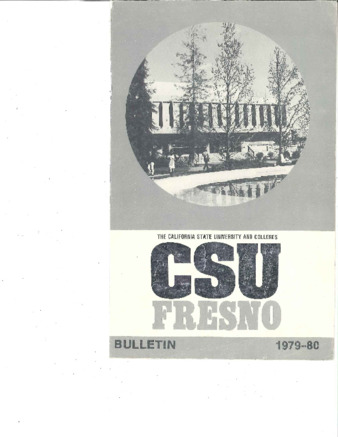 THE CALIFORNIA STATE UNIVERSITY AND COLLEGES
CSU
FRESNO
BULLETIN 1979-80